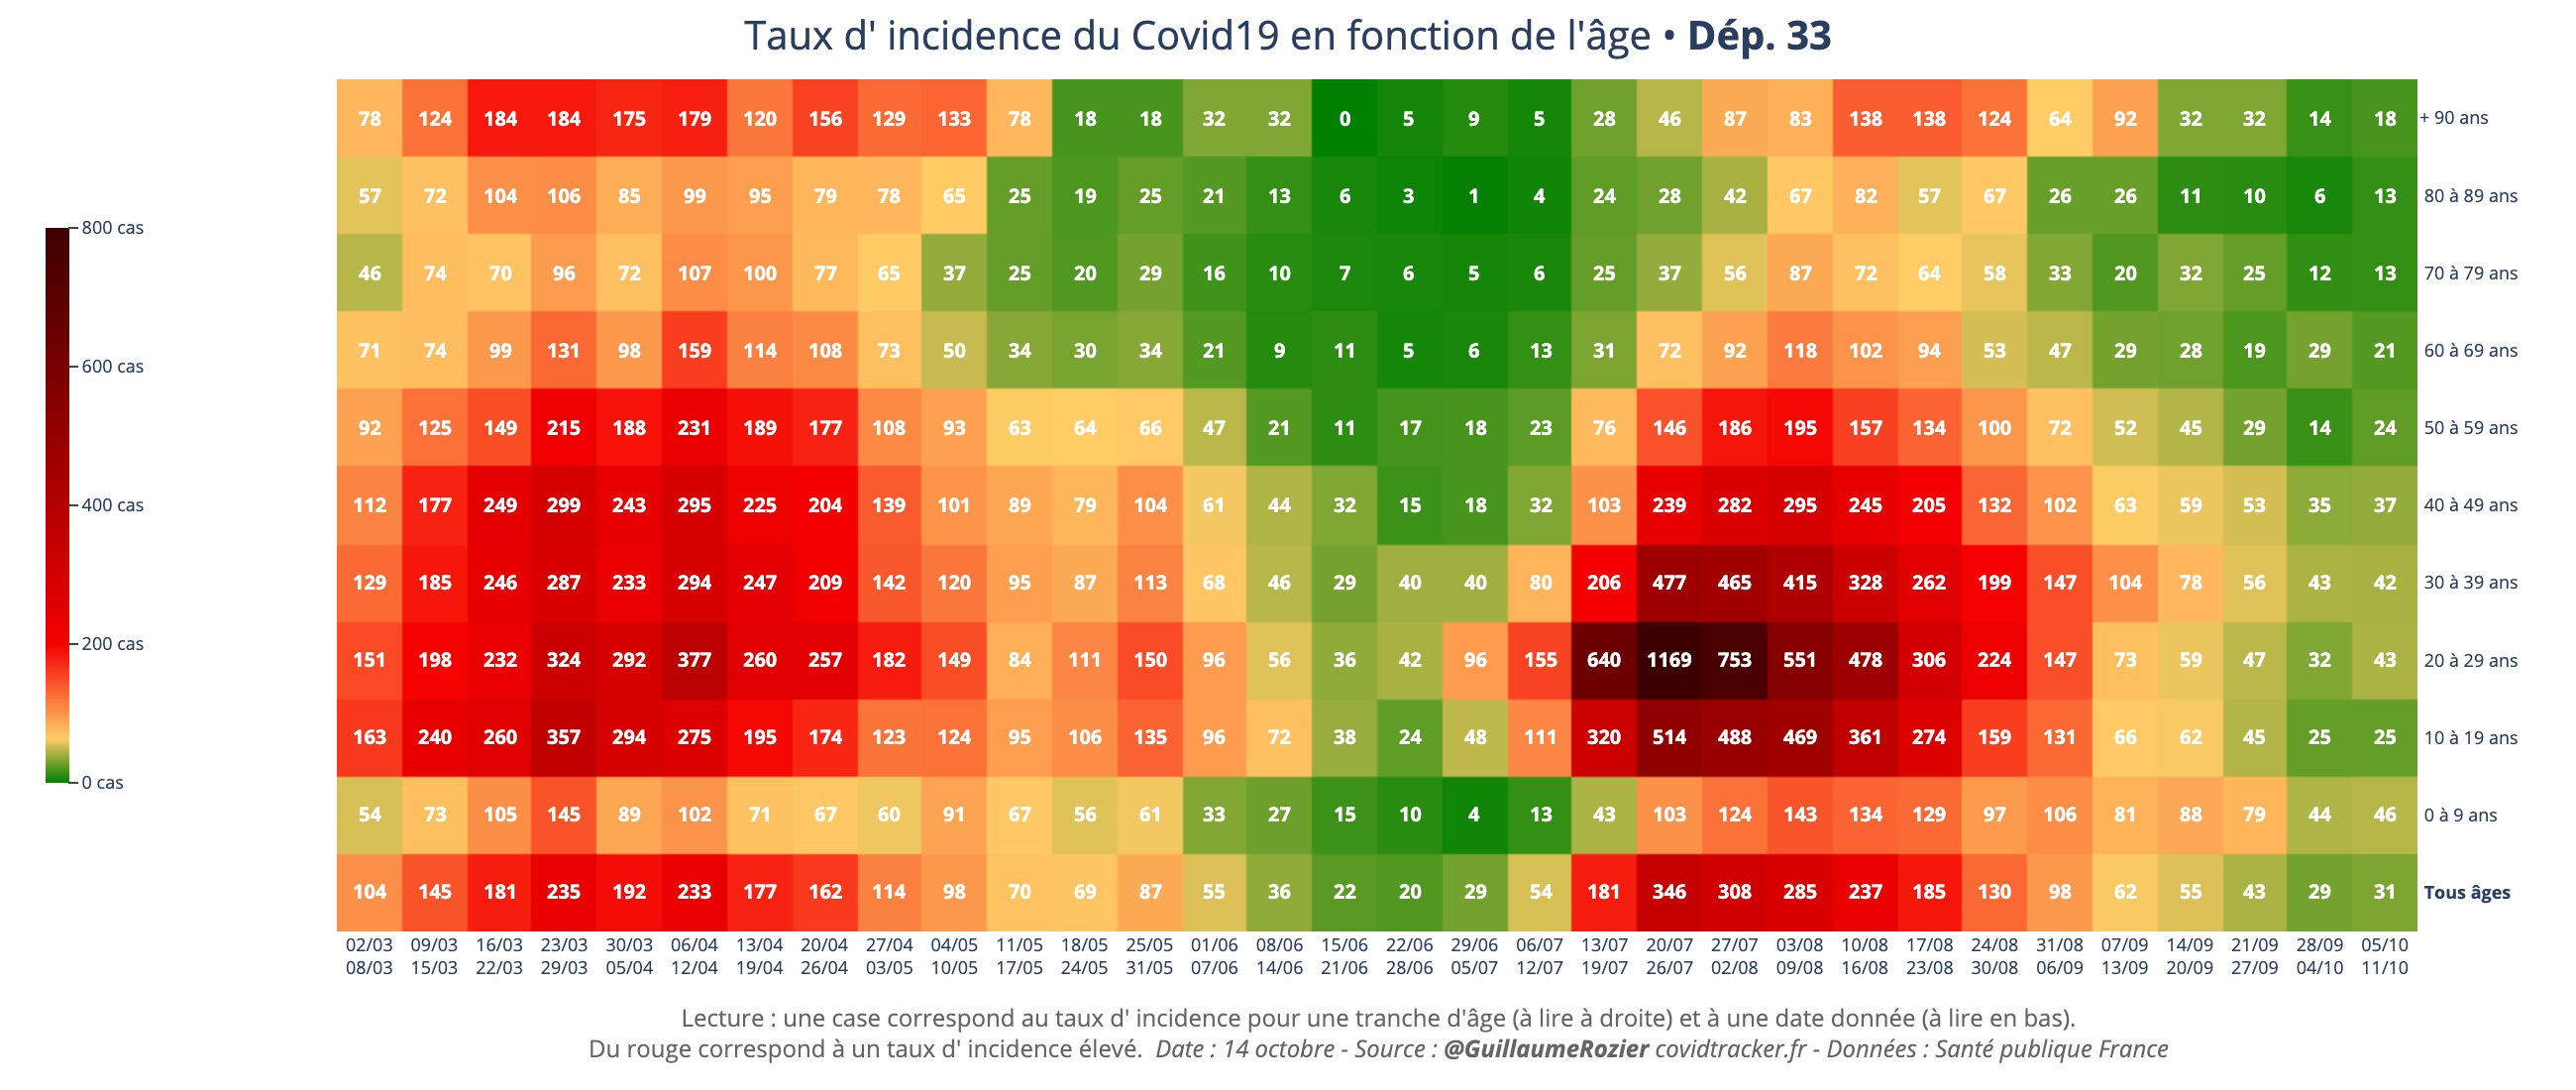 Taux d' incidence du Covid19 en fonction de l'âge • Dép. 33
78 124 184 184 175 179 120 156 129 133 78 18 18 32 32 0 5 9 5 28 46 87 83 138 138 124 64 92 32 32 14 18 + 90 ans
57 72 104 106 85 99 95 79 78 65 25 19 25 21 13 6 3 1 4 24 28 42 67 82 57 67 26 26 11 10 6 13 80 à 89 ans
800 cas
46 74 70 96 72 107 100 77 65 37 25 20 29 16 10 7 6 5 6 25 37 56 87 72 64 58 33 20 32 25 12 13 70 à 79 ans
71 74 99 131 98 159 114 108 73 50 34 30 34 21 9 11 5 6 13 31 72 92 118 102 94 53 47 29 28 19 29 21 60 à 69 ans
600 cas
92 125 149 215 188 231 189 177 108 93 63 64 66 47 21 11 17 18 23 76 146 186 195 157 134 100 72 52 45 29 14 24 50 à 59 ans
400 cas
112 177 249 299 243 295 225 204 139 101 89 79 104 61 44 32 15 18 32 103 239 282 295 245 205 132 102 63 59 53 35 37 40 à 49 ans
129 185 246 287 233 294 247 209 142 120 95 87 113 68 46 29 40 40 80 206 477 465 415 328 262 199 147 104 78 56 43 42 30 à 39 ans
200 cas
151 198 232 324 292 377 260 257 182 149 84 111 150 96 56 36 42 96 155 640 1169 753 551 478 306 224 147 73 59 47 32 43 20 à 29 ans
163 240 260 357 294 275 195 174 123 124 95 106 135 96 72 38 24 48 111 320 514 488 469 361 274 159 131 66 62 45 25 25 10 à 19 ans
0 cas
54 73 105 145 89 102 71 67 60 91 67 56 61 33 27 15 10 4 13 43 103 124 143 134 129 97 106 81 88 79 44 46 0 à 9 ans
104 145 181 235 192 233 177 162 114 98 70 69 87 55 36 22 20 29 54 181 346 308 285 237 185 130 98 62 55 43 29 31 Tous âges
02/03 09/03 16/03 23/03 30/03 06/04 13/04 20/04 27/04 04/05 11/05 18/05 25/05 01/06 08/06 15/06 22/06 29/06 06/07 13/07 20/07 27/07 03/08 10/08 17/08 24/08 31/08 07/09 14/09 21/09 28/09 05/10
08/03 15/03 22/03 29/03 05/04 12/04 19/04 26/04 03/05 10/05 17/05 24/05 31/05 07/06 14/06 21/06 28/06 05/07 12/07 19/07 26/07 02/08 09/08 16/08 23/08 30/08 06/09 13/09 20/09 27/09 04/10 11/10
Lecture : une case correspond au taux d' incidence pour une tranche d'âge (à lire à droite) et à une date donnée (à lire en bas).
Du rouge correspond à un taux d' incidence élevé. Date : 14 octobre - Source : @GuillaumeRozier covidtracker.fr - Données : Santé publique France